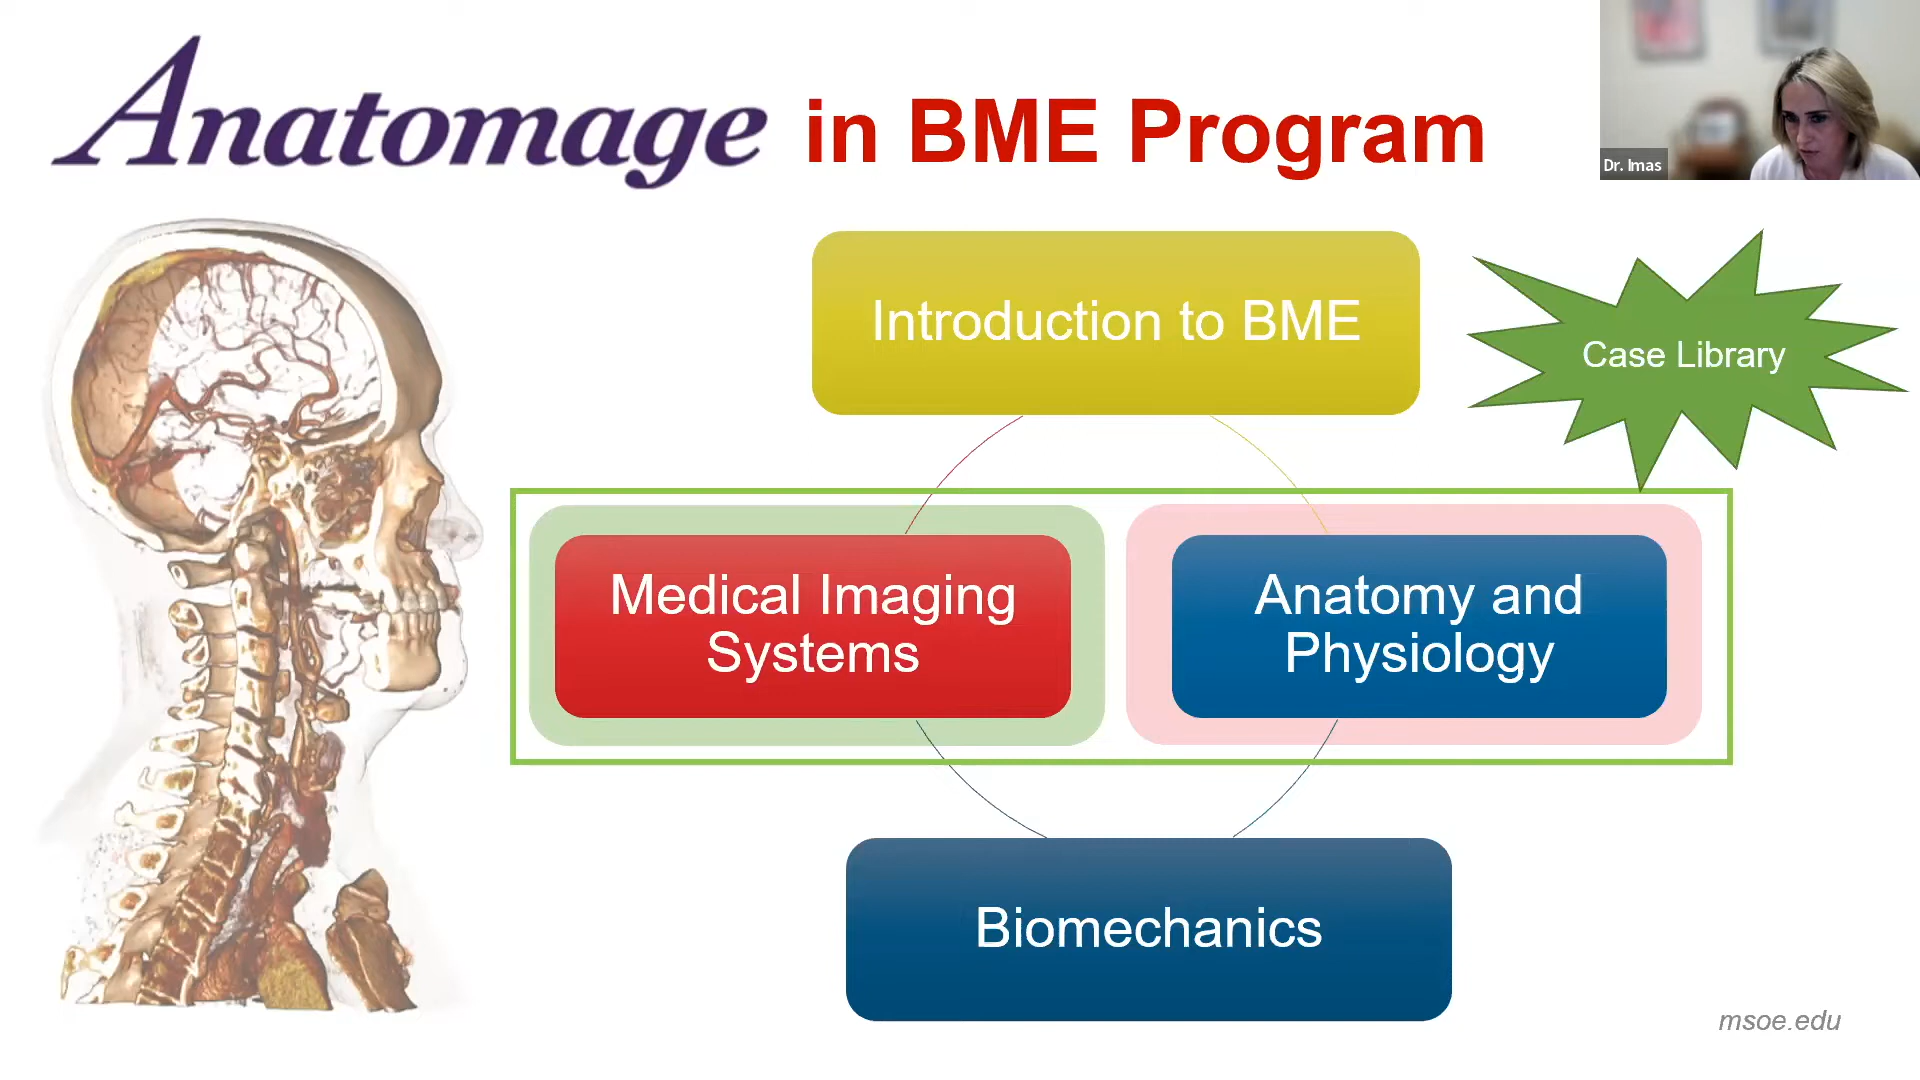 Anatomage in BME Program
Dr. Imas
Introduction to BME
Case Library
Medical Imaging
Systems
Anatomy and
Physiology
Biomechanics
msoe.edu